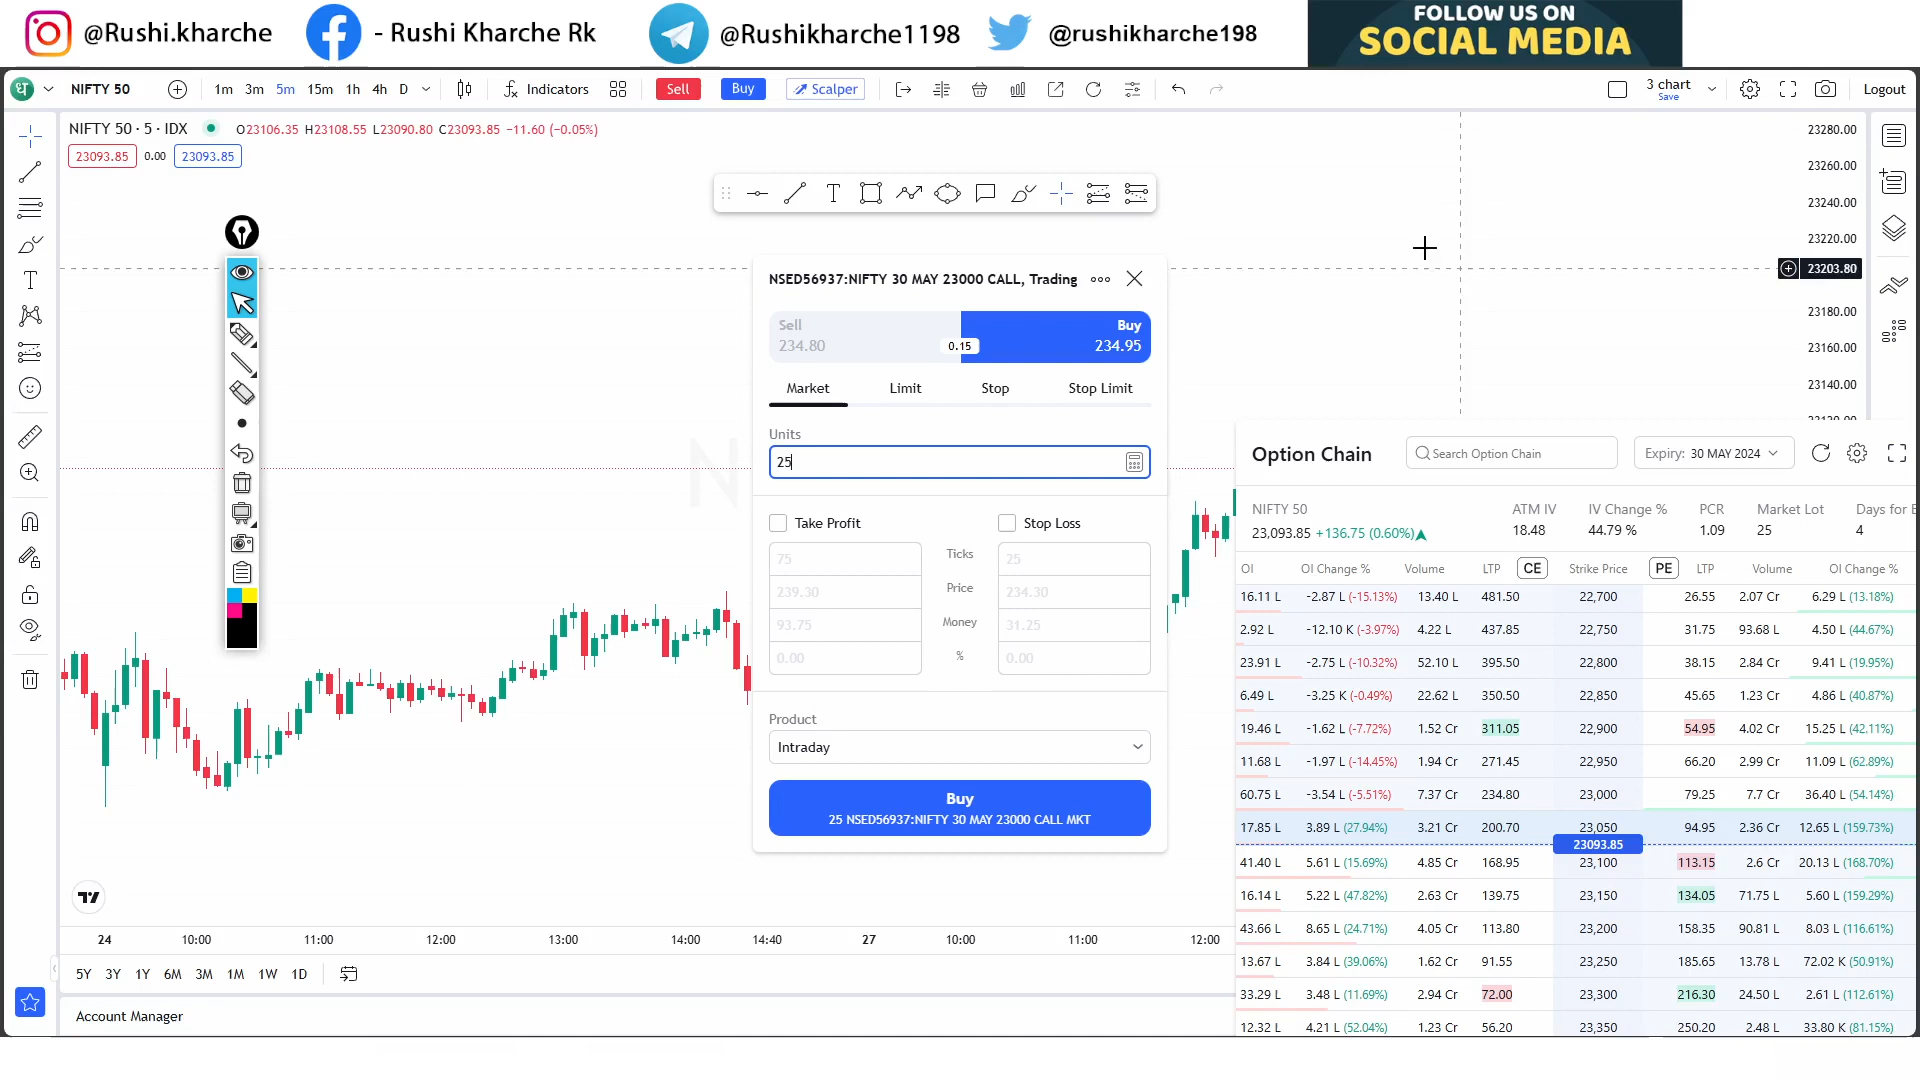 @Rushi.kharche - Rushi Kharche Rk @Rushikharche1198 @rushikharche198 FOLLOW US ON
SOCIAL MEDIA
धा NIFTY 50 1m 3m 5m 15m 1h 4h D Indicators Sell Buy Scalper 3 chart Save Logout
NIFTY 50 · 5 · IDX O23106.35 H23108.55 L23090.80 C23093.85 −11.60 (−0.05%)
23093.85 0.00 23093.85
23280.00
23260.00
23240.00
23220.00
23203.80
23180.00
23160.00
23140.00
NSED56937:NIFTY 30 MAY 23000 CALL, Trading
Sell Buy
234.80 0.15 234.95
Market Limit Stop Stop Limit
Units
25
Take Profit Stop Loss
75 Ticks 25
239.30 Price 234.30
93.75 Money 31.25
0.00 % 0.00
Product
Intraday
Buy
25 NSED56937:NIFTY 30 MAY 23000 CALL MKT
Option Chain Search Option Chain Expiry: 30 MAY 2024
NIFTY 50 ATM IV IV Change % PCR Market Lot Days for E
23,093.85 +136.75 (0.60%) 18.48 44.79 % 1.09 25 4
OI OI Change % Volume LTP CE Strike Price PE LTP Volume OI Change %
16.11 L -2.87 L (-15.13%) 13.40 L 481.50 22,700 26.55 2.07 Cr 6.29 L (13.18%)
2.92 L -12.10 K (-3.97%) 4.22 L 437.85 22,750 31.75 93.68 L 4.50 L (44.67%)
23.91 L -2.75 L (-10.32%) 52.10 L 395.50 22,800 38.15 2.84 Cr 9.41 L (19.95%)
6.49 L -3.25 K (-0.49%) 22.62 L 350.50 22,850 45.65 1.23 Cr 4.86 L (40.87%)
19.46 L -1.62 L (-7.72%) 1.52 Cr 311.05 22,900 54.95 4.02 Cr 15.25 L (42.11%)
11.68 L -1.97 L (-14.45%) 1.94 Cr 271.45 22,950 66.20 2.99 Cr 11.09 L (62.89%)
60.75 L -3.54 L (-5.51%) 7.37 Cr 234.80 23,000 79.25 7.7 Cr 36.40 L (54.14%)
17.85 L 3.89 L (27.94%) 3.21 Cr 200.70 23,050 94.95 2.36 Cr 12.65 L (159.73%)
23093.85
41.40 L 5.61 L (15.69%) 4.85 Cr 168.95 23,100 113.15 2.6 Cr 20.13 L (168.70%)
16.14 L 5.22 L (47.82%) 2.63 Cr 139.75 23,150 134.05 71.75 L 5.60 L (159.29%)
43.66 L 8.65 L (24.71%) 4.05 Cr 113.80 23,200 158.35 90.81 L 8.03 L (116.61%)
13.67 L 3.84 L (39.06%) 1.62 Cr 91.55 23,250 185.65 13.78 L 72.02 K (50.91%)
33.29 L 3.48 L (11.69%) 2.94 Cr 72.00 23,300 216.30 24.50 L 2.61 L (112.61%)
12.32 L 4.21 L (52.04%) 1.23 Cr 56.20 23,350 250.20 2.48 L 33.80 K (81.15%)
24 10:00 11:00 12:00 13:00 14:00 14:40 27 10:00 11:00 12:00
5Y 3Y 1Y 6M 3M 1M 1W 1D
Account Manager